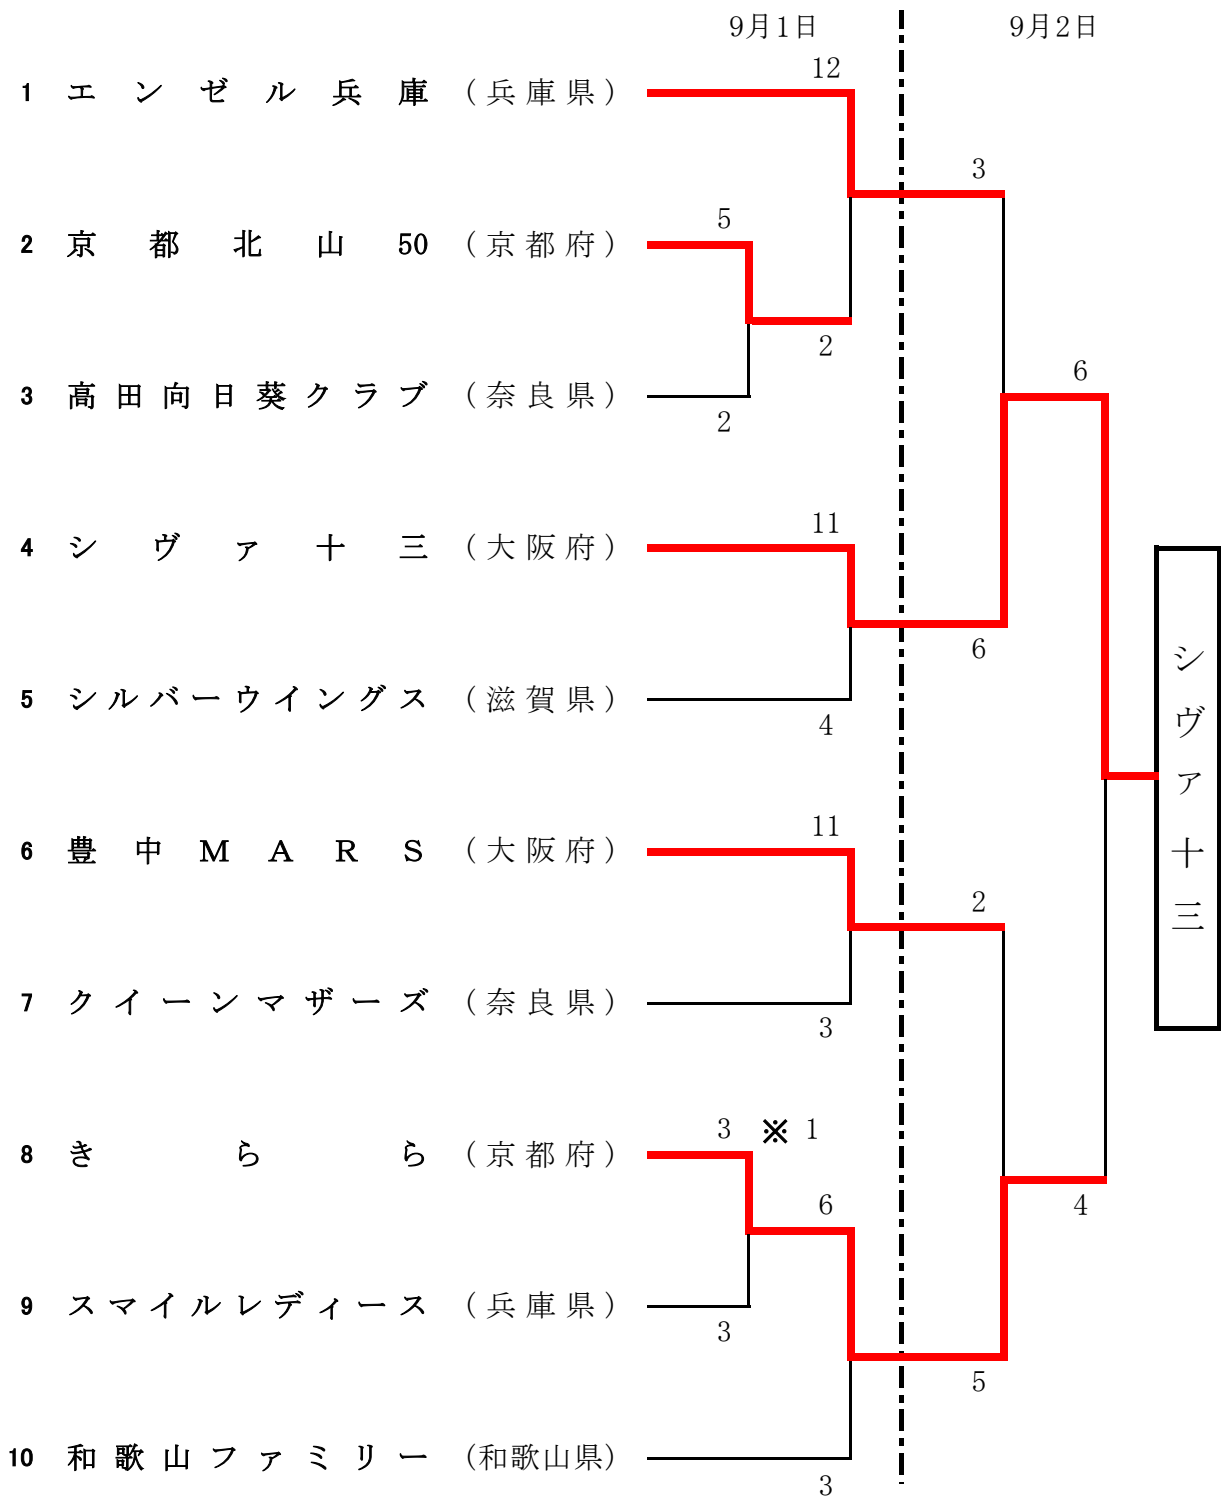 9月1日 9月2日
12
1 エンゼル兵庫 (兵庫県)
3
5
2 京都北山50 (京都府)
2
6
3 高田向日葵クラブ (奈良県)
2
11
4 シヴァ十三 (大阪府)
6
5 シルバーウイングス (滋賀県)
4
シヴァ十三
11
6 豊中MARS (大阪府)
2
7 クイーンマザーズ (奈良県)
3
3 ※ 1
8 きらら (京都府)
6
4
9 スマイルレディース (兵庫県)
3
5
10 和歌山ファミリー (和歌山県)
3